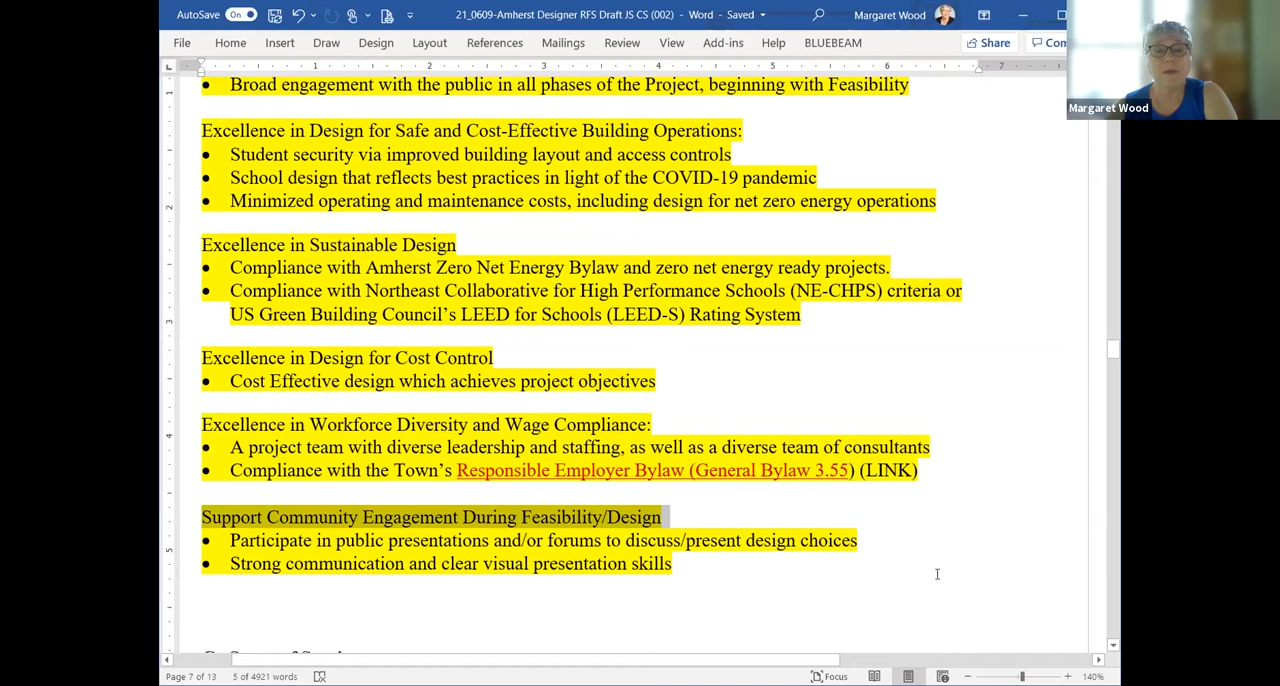 AutoSave On 21_0609-Amherst Designer RFS Draft JS CS (002) - Word - Saved Margaret Wood
File Home Insert Draw Design Layout References Mailings Review View Add-ins Help BLUEBEAM Share Com
1 2 3 4 5 6 7
• Broad engagement with the public in all phases of the Project, beginning with Feasibility
Margaret Wood
Excellence in Design for Safe and Cost-Effective Building Operations:
• Student security via improved building layout and access controls
• School design that reflects best practices in light of the COVID-19 pandemic
• Minimized operating and maintenance costs, including design for net zero energy operations
Excellence in Sustainable Design
• Compliance with Amherst Zero Net Energy Bylaw and zero net energy ready projects.
• Compliance with Northeast Collaborative for High Performance Schools (NE-CHPS) criteria or
US Green Building Council’s LEED for Schools (LEED-S) Rating System
Excellence in Design for Cost Control
• Cost Effective design which achieves project objectives
Excellence in Workforce Diversity and Wage Compliance:
• A project team with diverse leadership and staffing, as well as a diverse team of consultants
• Compliance with the Town’s Responsible Employer Bylaw (General Bylaw 3.55) (LINK)
Support Community Engagement During Feasibility/Design
• Participate in public presentations and/or forums to discuss/present design choices
• Strong communication and clear visual presentation skills
Page 7 of 13 5 of 4921 words Focus 140%